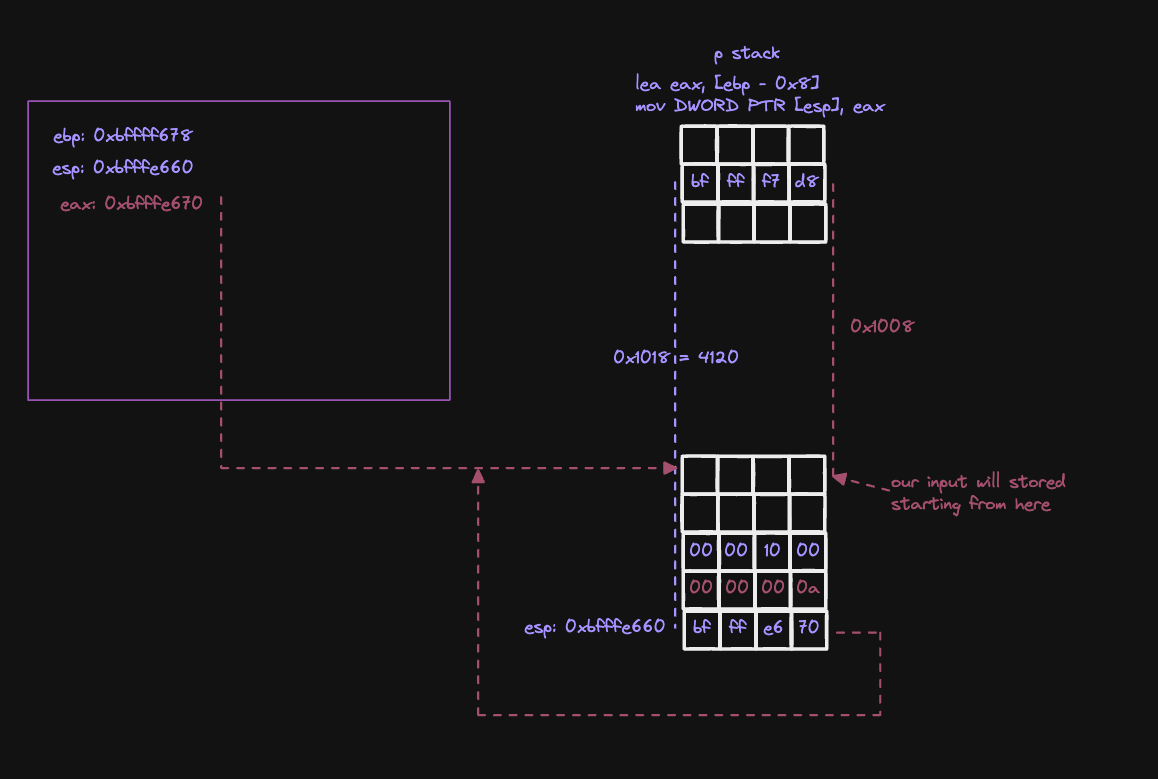 p stack
lea eax, [ebp - 0x8]
mov DWORD PTR [esp], eax
ebp: 0xbffff678
esp: 0xbfffe660
eax: 0xbfffe670
bf ff f7 d8
0x1008
0x1018 = 4120
our input will stored
starting from here
00 00 10 00
00 00 00 0a
esp: 0xbfffe660
bf ff e6 70